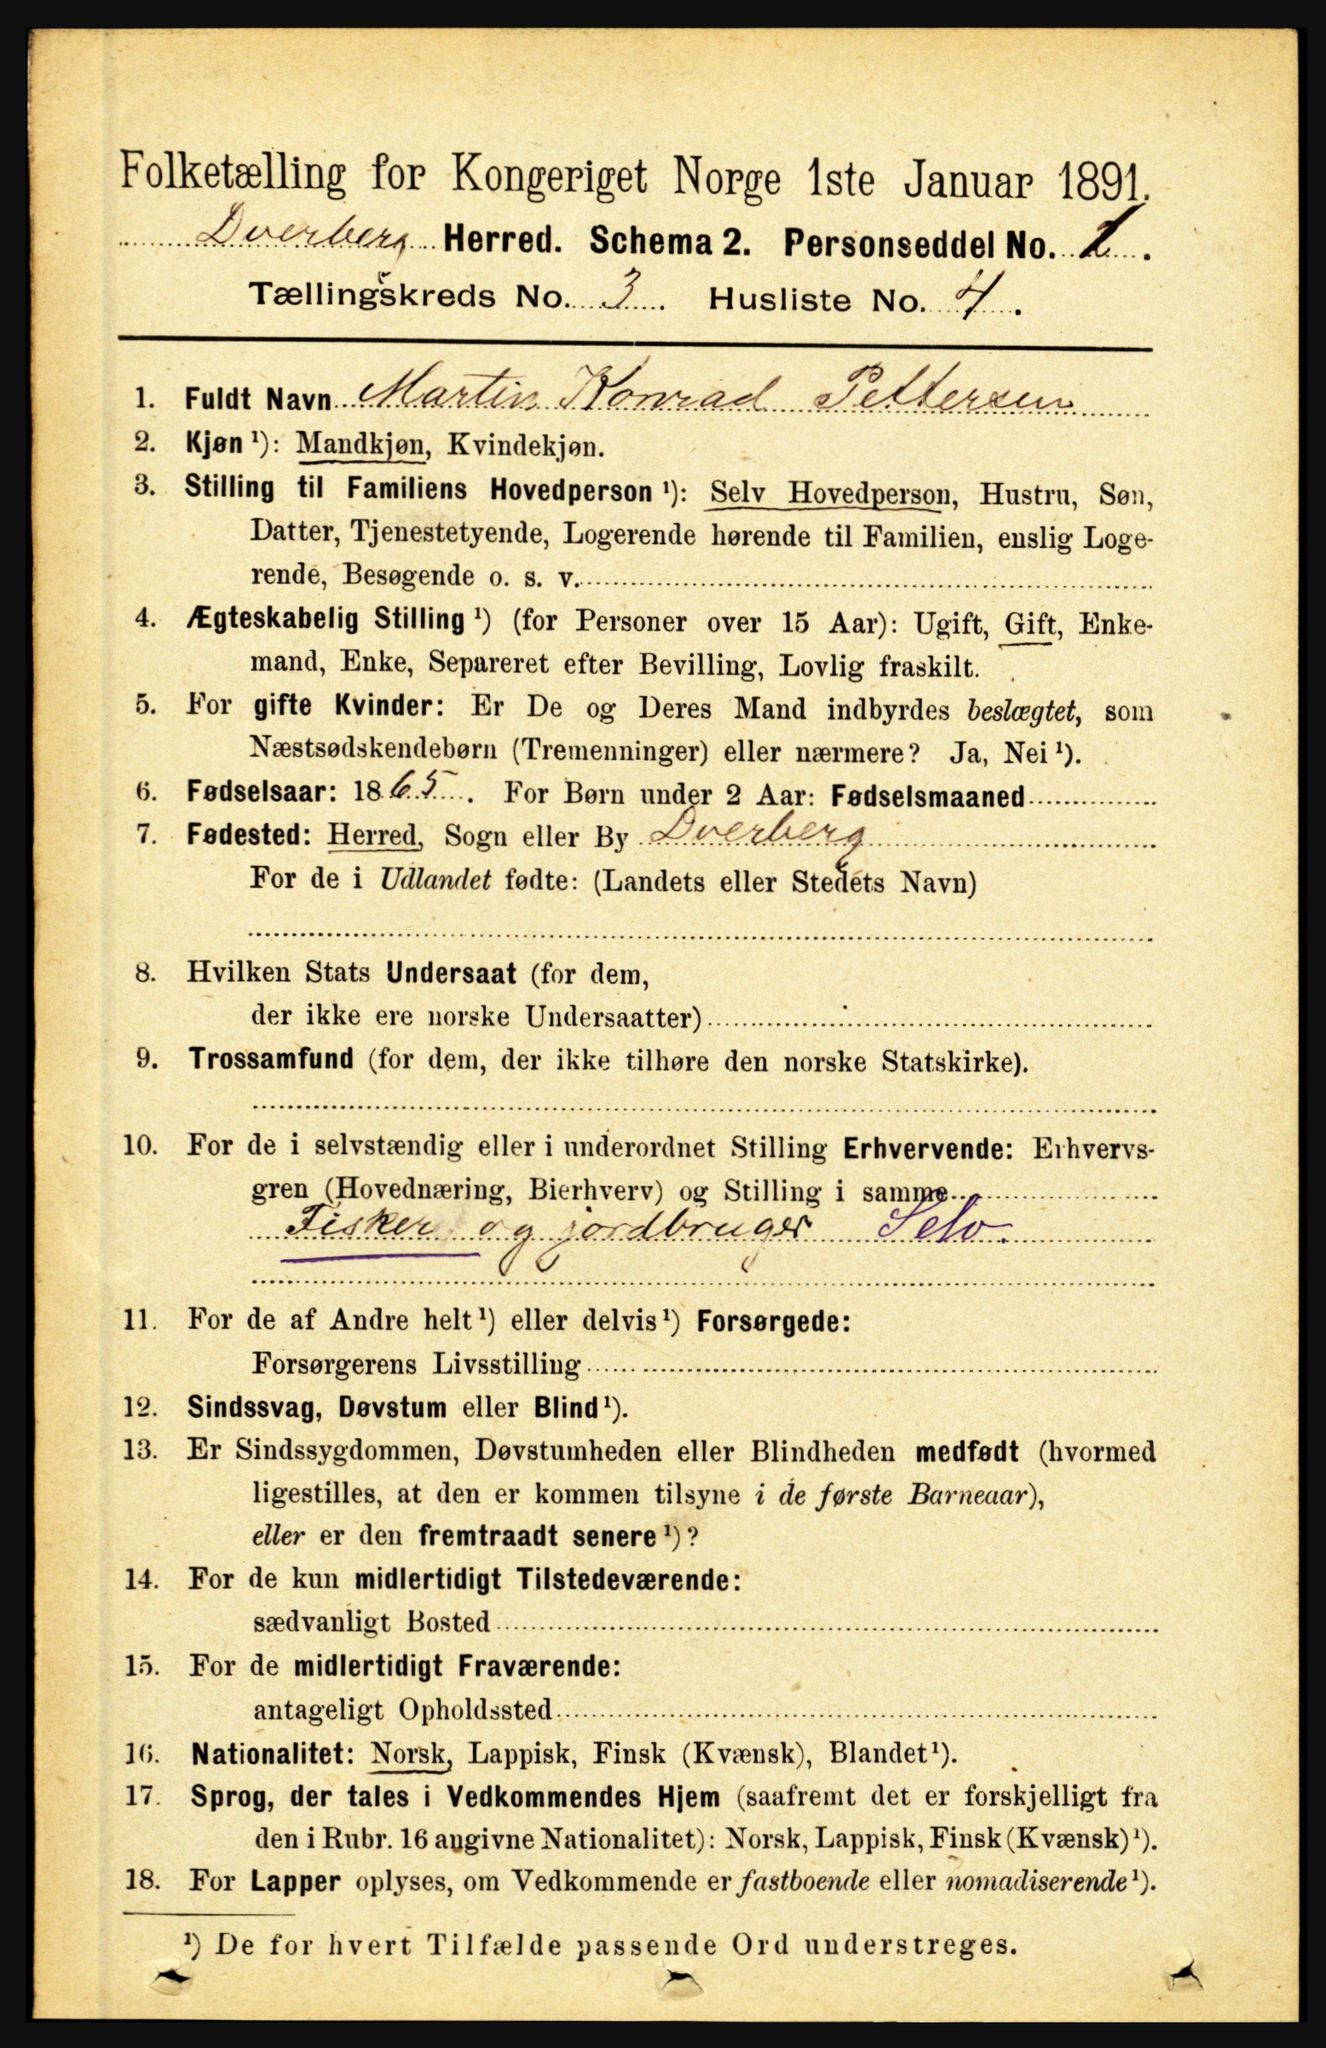 Folketælling for Kongeriget Norge 1ste Januar 1891.
Dverberg Herred. Schema 2. Personseddel No. 1.
Tællingskreds No. 3. Husliste No. 4.
1. Fuldt Navn Martin Konrad Pettersen
2. Kjøn ¹): Mandkjøn, Kvindekjøn.
3. Stilling til Familiens Hovedperson ¹): Selv Hovedperson, Hustru, Søn,
Datter, Tjenestetyende, Logerende hørende til Familien, enslig Loge-
rende, Besøgende o. s. v.
4. Ægteskabelig Stilling ¹) (for Personer over 15 Aar): Ugift, Gift, Enke-
mand, Enke, Separeret efter Bevilling, Lovlig fraskilt.
5. For gifte Kvinder: Er De og Deres Mand indbyrdes beslægtet, som
Næstsødskendebørn (Tremenninger) eller nærmere? Ja, Nei ¹).
6. Fødselsaar: 1865. For Børn under 2 Aar: Fødselsmaaned
7. Fødested: Herred, Sogn eller By Dverberg
For de i Udlandet fødte: (Landets eller Stedets Navn)
8. Hvilken Stats Undersaat (for dem,
der ikke ere norske Undersaatter)
9. Trossamfund (for dem, der ikke tilhøre den norske Statskirke).
10. For de i selvstændig eller i underordnet Stilling Erhvervende: Erhvervs-
gren (Hovednæring, Bierhverv) og Stilling i samme
Fisker og jordbruger Selv.
11. For de af Andre helt ¹) eller delvis ¹) Forsørgede:
Forsørgerens Livsstilling
12. Sindssvag, Døvstum eller Blind ¹).
13. Er Sindssygdommen, Døvstumheden eller Blindheden medfødt (hvormed
ligestilles, at den er kommen tilsyne i de første Barneaar),
eller er den fremtraadt senere ¹)?
14. For de kun midlertidigt Tilstedeværende:
sædvanligt Bosted
15. For de midlertidigt Fraværende:
antageligt Opholdssted
16. Nationalitet: Norsk, Lappisk, Finsk (Kvænsk), Blandet ¹).
17. Sprog, der tales i Vedkommendes Hjem (saafremt det er forskjelligt fra
den i Rubr. 16 angivne Nationalitet): Norsk, Lappisk, Finsk (Kvænsk) ¹).
18. For Lapper oplyses, om Vedkommende er fastboende eller nomadiserende ¹).
¹) De for hvert Tilfælde passende Ord understreges.